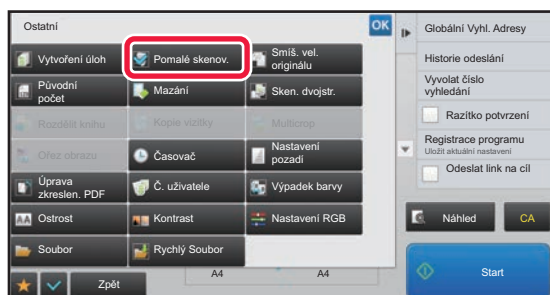 Ostatní
OK
Vytvoření úloh
Pomalé skenov.
Smíš. vel.
originálu
Původní
počet
Mazání
Sken. dvojstr.
Rozdělit knihu
Kopie vizitky
Multicrop
Ořez obrazu
Časovač
Nastavení
pozadí
Úprava
zkreslen. PDF
Č. uživatele
Výpadek barvy
AA Ostrost
Kontrast
Nastavení RGB
Soubor
Rychlý Soubor
Zpět
A4
A4
Globální Vyhl. Adresy
Historie odeslání
Vyvolat číslo
vyhledání
Razítko potvrzení
Registrace programu
Uložit aktuální nastavení
Odeslat link na cíl
Náhled
CA
Start